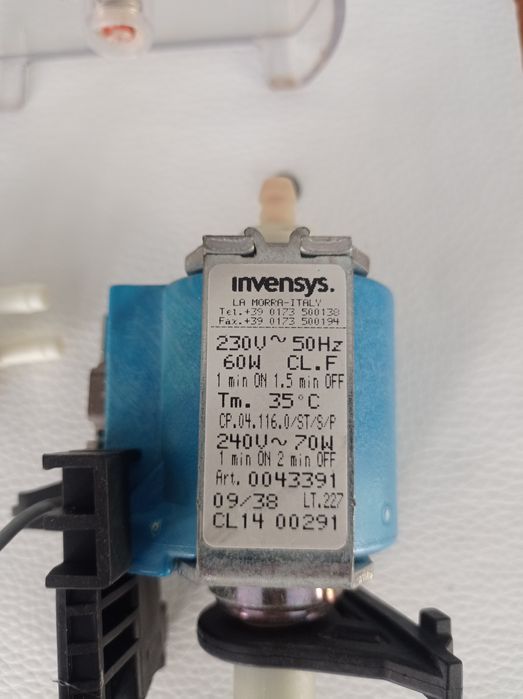 invensys.
LA MORRA-ITALY
Tel.+39 0173 500138
Fax.+39 0173 500194
230V~ 50Hz
60W CL.F
1 min ON 1.5 min OFF
Tm. 35°C
CP.04.116.0/ST/S/P
240V~ 70W
1 min ON 2 min OFF
Art. 0043391
09/38 LT.227
CL14 00291